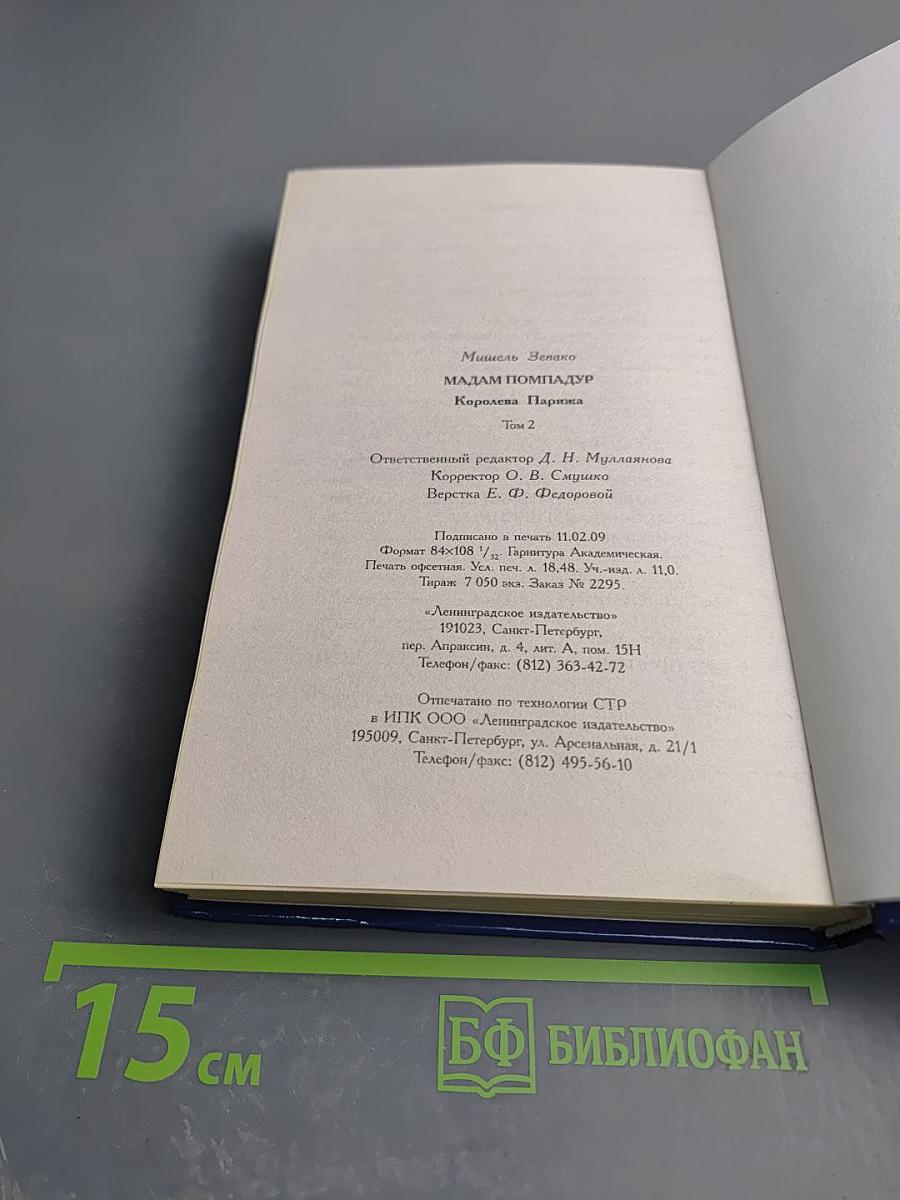 Мишель Зевако
МАДАМ ПОМПАДУР
Королева Парижа
Том 2
Ответственный редактор Д. Н. Муллаянова
Корректор О. В. Смушко
Верстка Е. Ф. Федоровой
Подписано в печать 11.02.09
Формат 84×108 1/32. Гарнитура Академическая.
Печать офсетная. Усл. печ. л. 18,48. Уч.-изд. л. 11,0.
Тираж 7 050 экз. Заказ № 2295.
«Ленинградское издательство»
191023, Санкт-Петербург,
пер. Апраксин, д. 4, лит. А, пом. 15Н
Телефон/факс: (812) 363-42-72
Отпечатано по технологии CTP
в ИПК ООО «Ленинградское издательство»
195009, Санкт-Петербург, ул. Арсенальная, д. 21/1
Телефон/факс: (812) 495-56-10
15 см
БФ БИБЛИОФАН